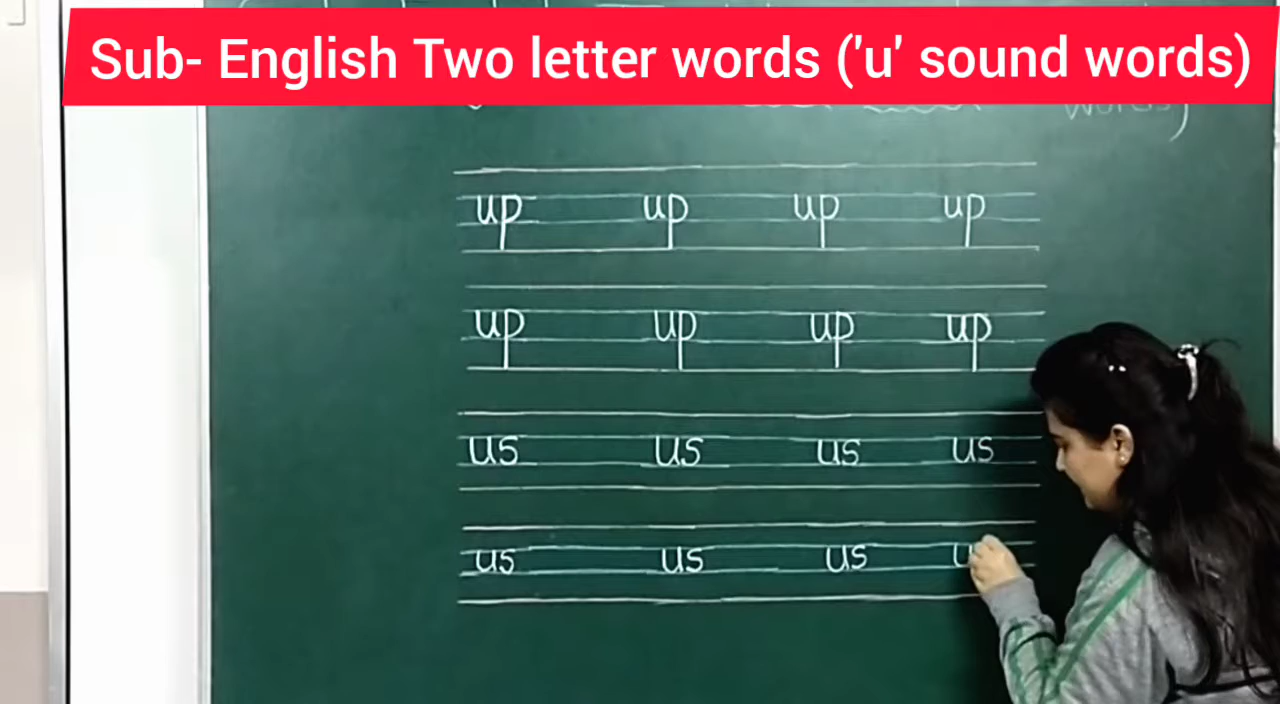 Sub- English Two letter words ('u' sound words)
words)
up up up up
up up up up
us us us us
us us us u